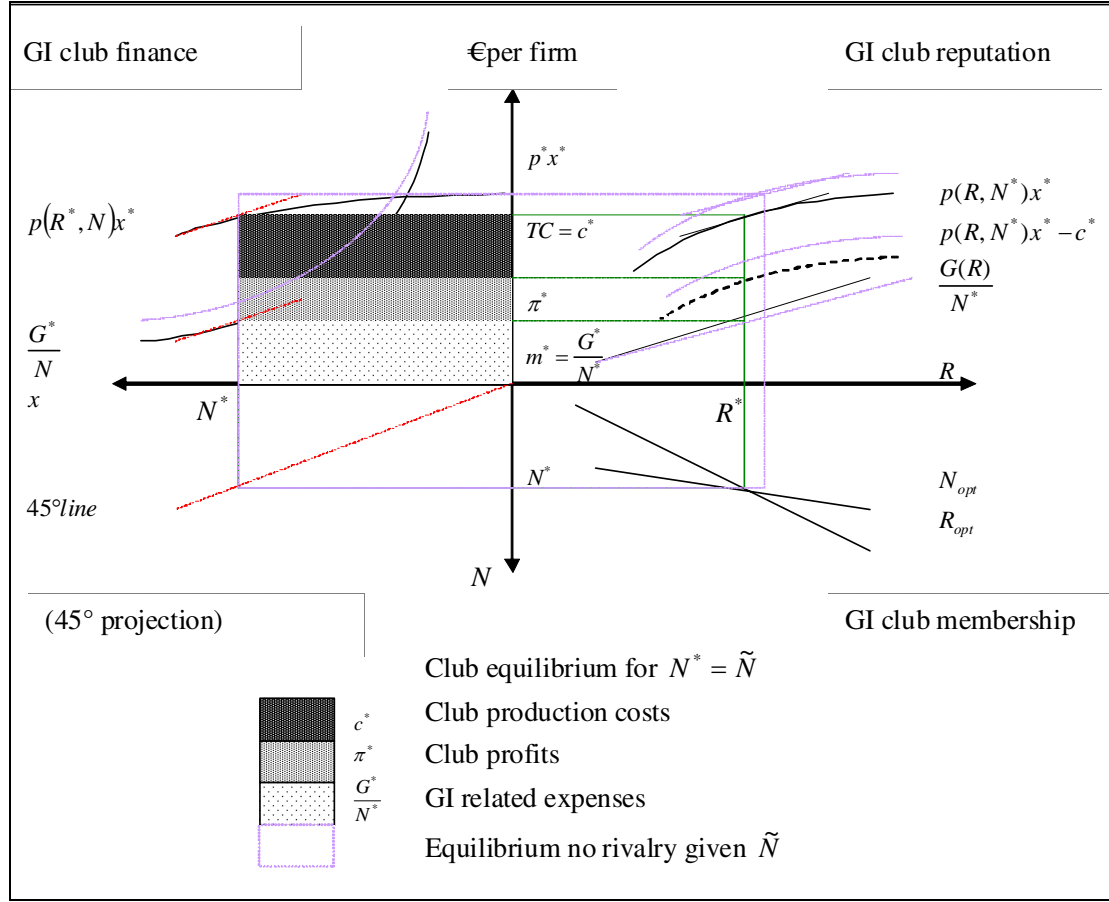 GI club finance €per firm GI club reputation
p*x*
p(R*, N)x* TC = c* p(R, N*)x*
p(R, N*)x* − c*
π* G(R)/N*
G*/N m* = G*/N*
x R
N* R*
N* N_opt
45°line R_opt
N
(45° projection) GI club membership
Club equilibrium for N* = Ñ
c* Club production costs
π* Club profits
G*/N* GI related expenses
Equilibrium no rivalry given Ñ